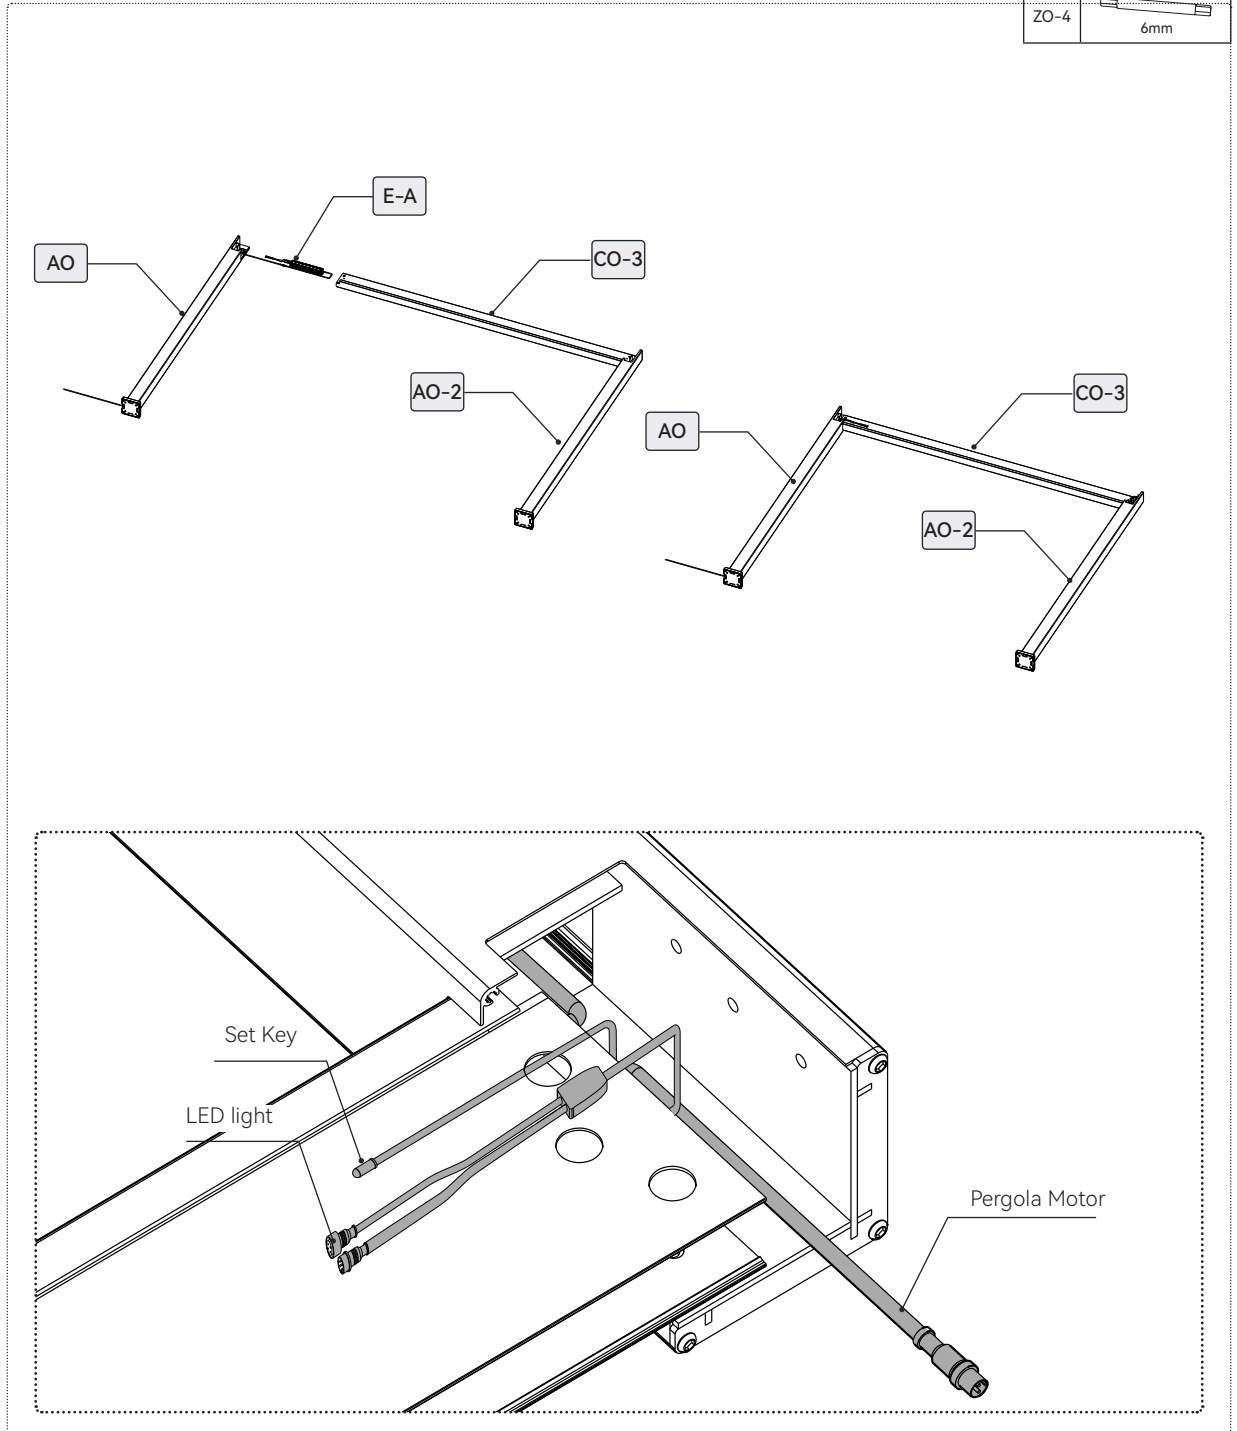 ZO-4
6mm
E-A
AO
CO-3
AO-2
CO-3
AO
AO-2
Set Key
LED light
Pergola Motor